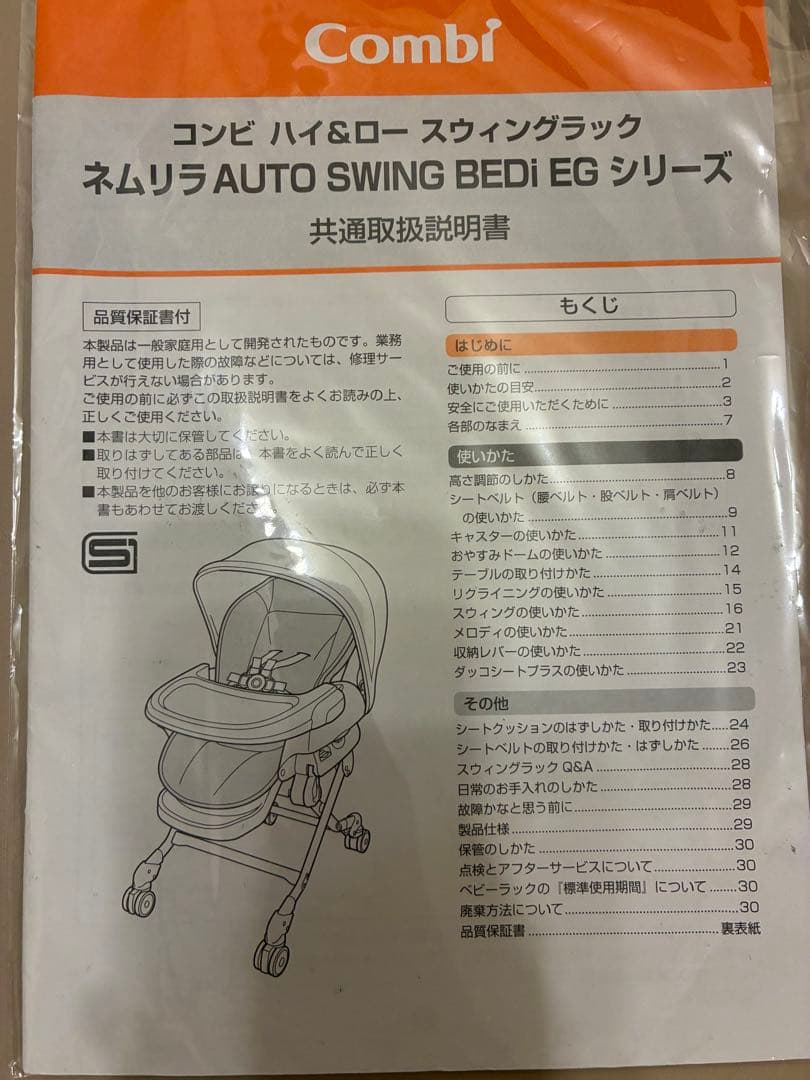 Combi
コンビ ハイ&ロー スウィングラック
ネムリラAUTO SWING BEDi EG シリーズ
共通取扱説明書
品質保証書付
本製品は一般家庭用として開発されたものです。業務
用として使用した際の故障などについては、修理サー
ビスが行えない場合があります。
ご使用の前に必ずこの取扱説明書をよくお読みの上、
正しくご使用ください。
■本書は大切に保管してください。
■取りはずしてある部品は、本書をよく読んで正しく
取り付けてください。
■本製品を他のお客様にお譲りになるときは、必ず本
書もあわせてお渡しくださ
もくじ
はじめに
ご使用の前に……1
使いかたの目安……2
安全にご使用いただくために……3
各部のなまえ……7
使いかた
高さ調節のしかた……8
シートベルト（腰ベルト・股ベルト・肩ベルト）
の使いかた……9
キャスターの使いかた……11
おやすみドームの使いかた……12
テーブルの取り付けかた……14
リクライニングの使いかた……15
スウィングの使いかた……16
メロディの使いかた……21
収納レバーの使いかた……22
ダッコシートプラスの使いかた……23
その他
シートクッションのはずしかた・取り付けかた……24
シートベルトの取り付けかた・はずしかた……26
スウィングラック Q&A……28
日常のお手入れのしかた……28
故障かなと思う前に……29
製品仕様……29
保管のしかた……30
点検とアフターサービスについて……30
ベビーラックの『標準使用期間』について……30
廃棄方法について……30
品質保証書……裏表紙